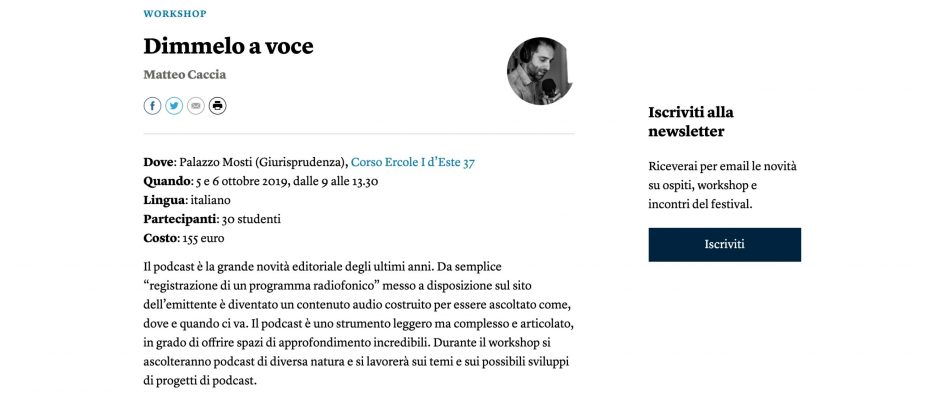 WORKSHOP
Dimmelo a voce
Matteo Caccia
Dove: Palazzo Mosti (Giurisprudenza), Corso Ercole I d’Este 37
Quando: 5 e 6 ottobre 2019, dalle 9 alle 13.30
Lingua: italiano
Partecipanti: 30 studenti
Costo: 155 euro
Il podcast è la grande novità editoriale degli ultimi anni. Da semplice
“registrazione di un programma radiofonico” messo a disposizione sul sito
dell’emittente è diventato un contenuto audio costruito per essere ascoltato come,
dove e quando ci va. Il podcast è uno strumento leggero ma complesso e articolato,
in grado di offrire spazi di approfondimento incredibili. Durante il workshop si
ascolteranno podcast di diversa natura e si lavorerà sui temi e sui possibili sviluppi
di progetti di podcast.
Iscriviti alla
newsletter
Riceverai per email le novità
su ospiti, workshop e
incontri del festival.
Iscriviti